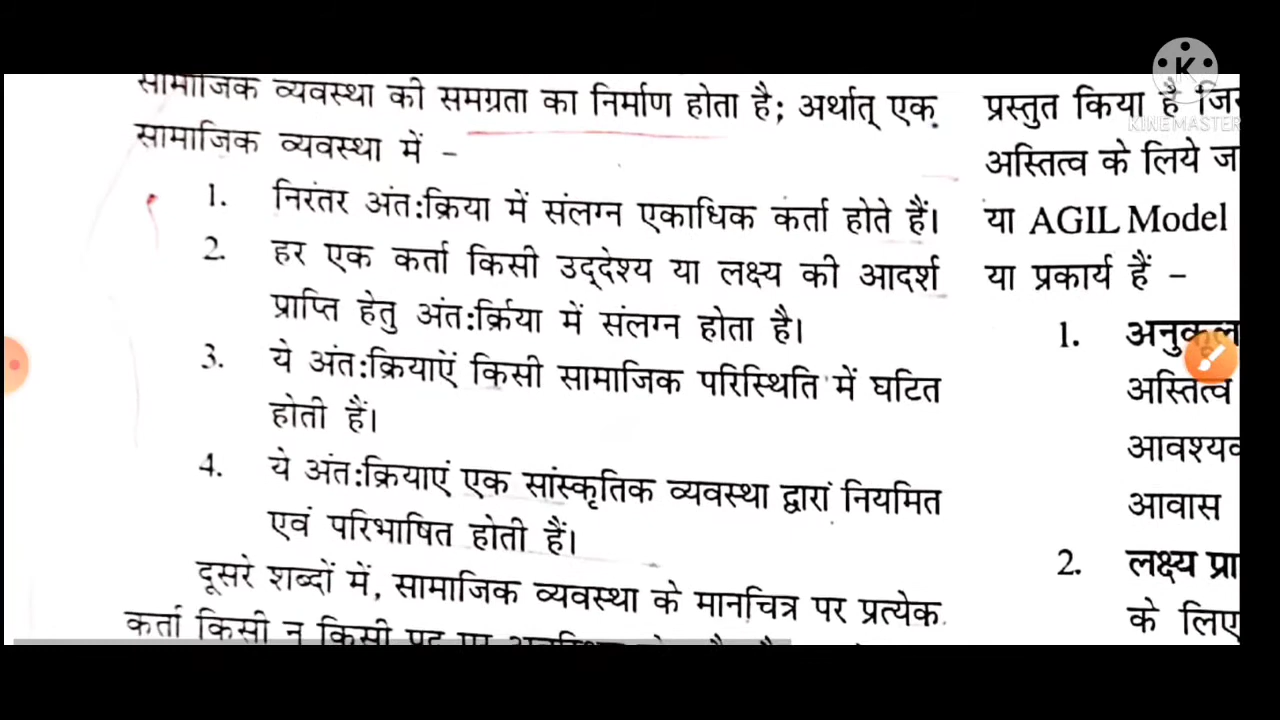 सामाजिक व्यवस्था की समग्रता का निर्माण होता है; अर्थात् एक
सामाजिक व्यवस्था में -
1. निरंतर अंत:क्रिया में संलग्न एकाधिक कर्ता होते हैं।
2. हर एक कर्ता किसी उद्देश्य या लक्ष्य की आदर्श
प्राप्ति हेतु अंत:क्रिया में संलग्न होता है।
3. ये अंत:क्रियाऐं किसी सामाजिक परिस्थिति में घटित
होती हैं।
4. ये अंत:क्रियाएं एक सांस्कृतिक व्यवस्था द्वारा नियमित
एवं परिभाषित होती हैं।
दूसरे शब्दों में, सामाजिक व्यवस्था के मानचित्र पर प्रत्येक
कर्ता किसी न किसी
प्रस्तुत किया है
अस्तित्व के लिये
या AGIL Model
या प्रकार्य हैं -
1.
अस्तित्व
आवास
2. लक्ष्य
के लिए
K
KINEMASTER